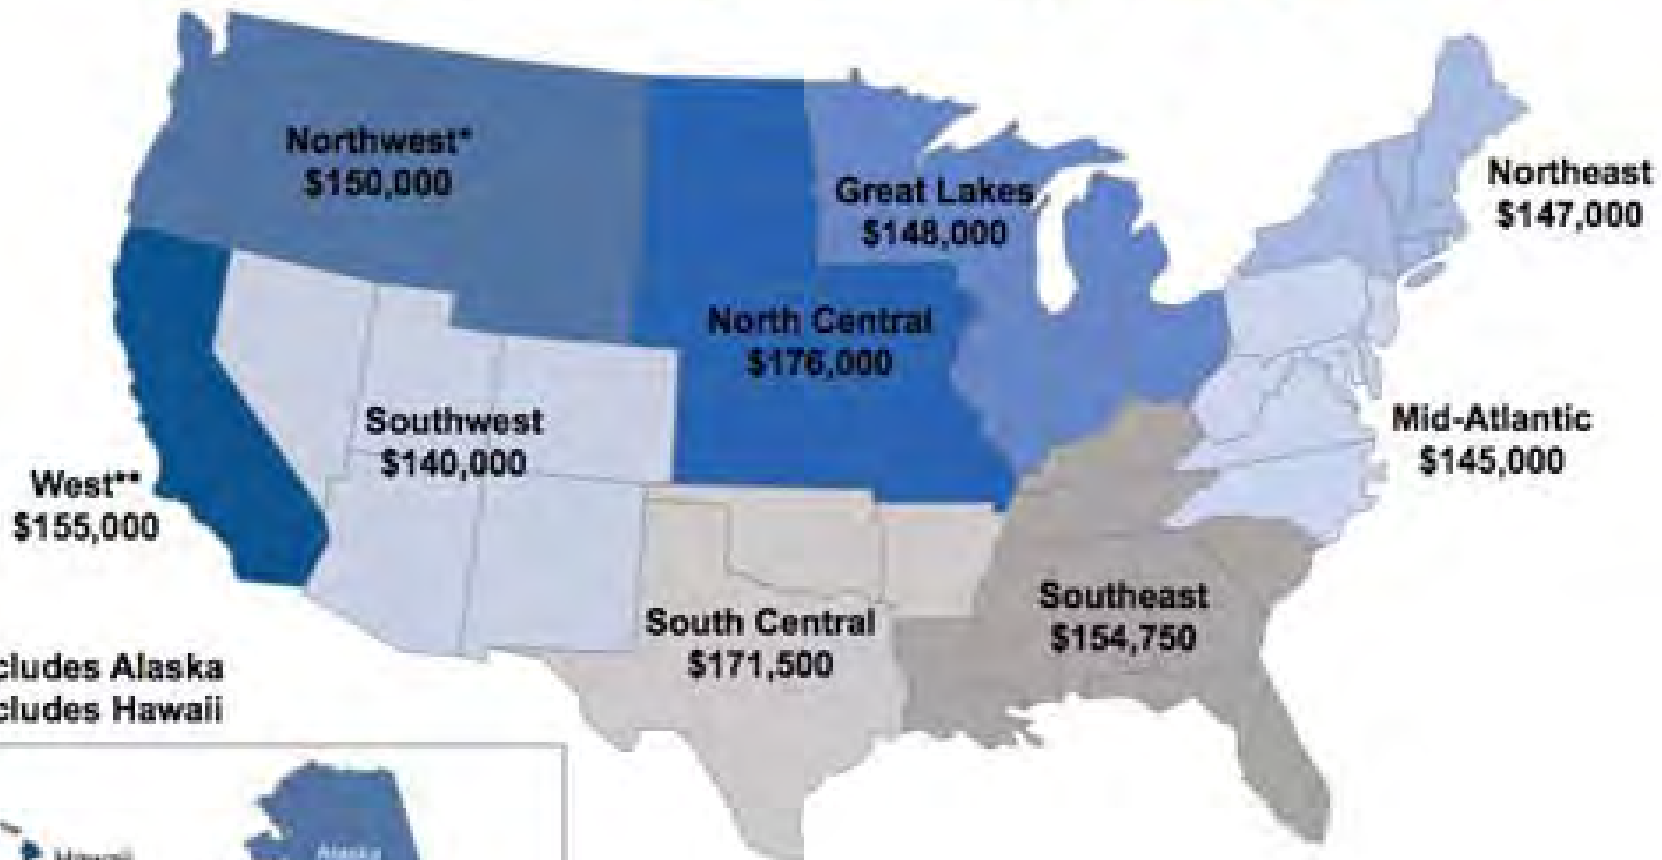 Northwest*
$150,000
Great Lakes
$148,000
Northeast
$147,000
North Central
$176,000
Southwest
$140,000
Mid-Atlantic
$145,000
West**
$155,000
Southeast
$154,750
South Central
$171,500
cludes Alaska
cludes Hawaii
Alaska
Hawaii